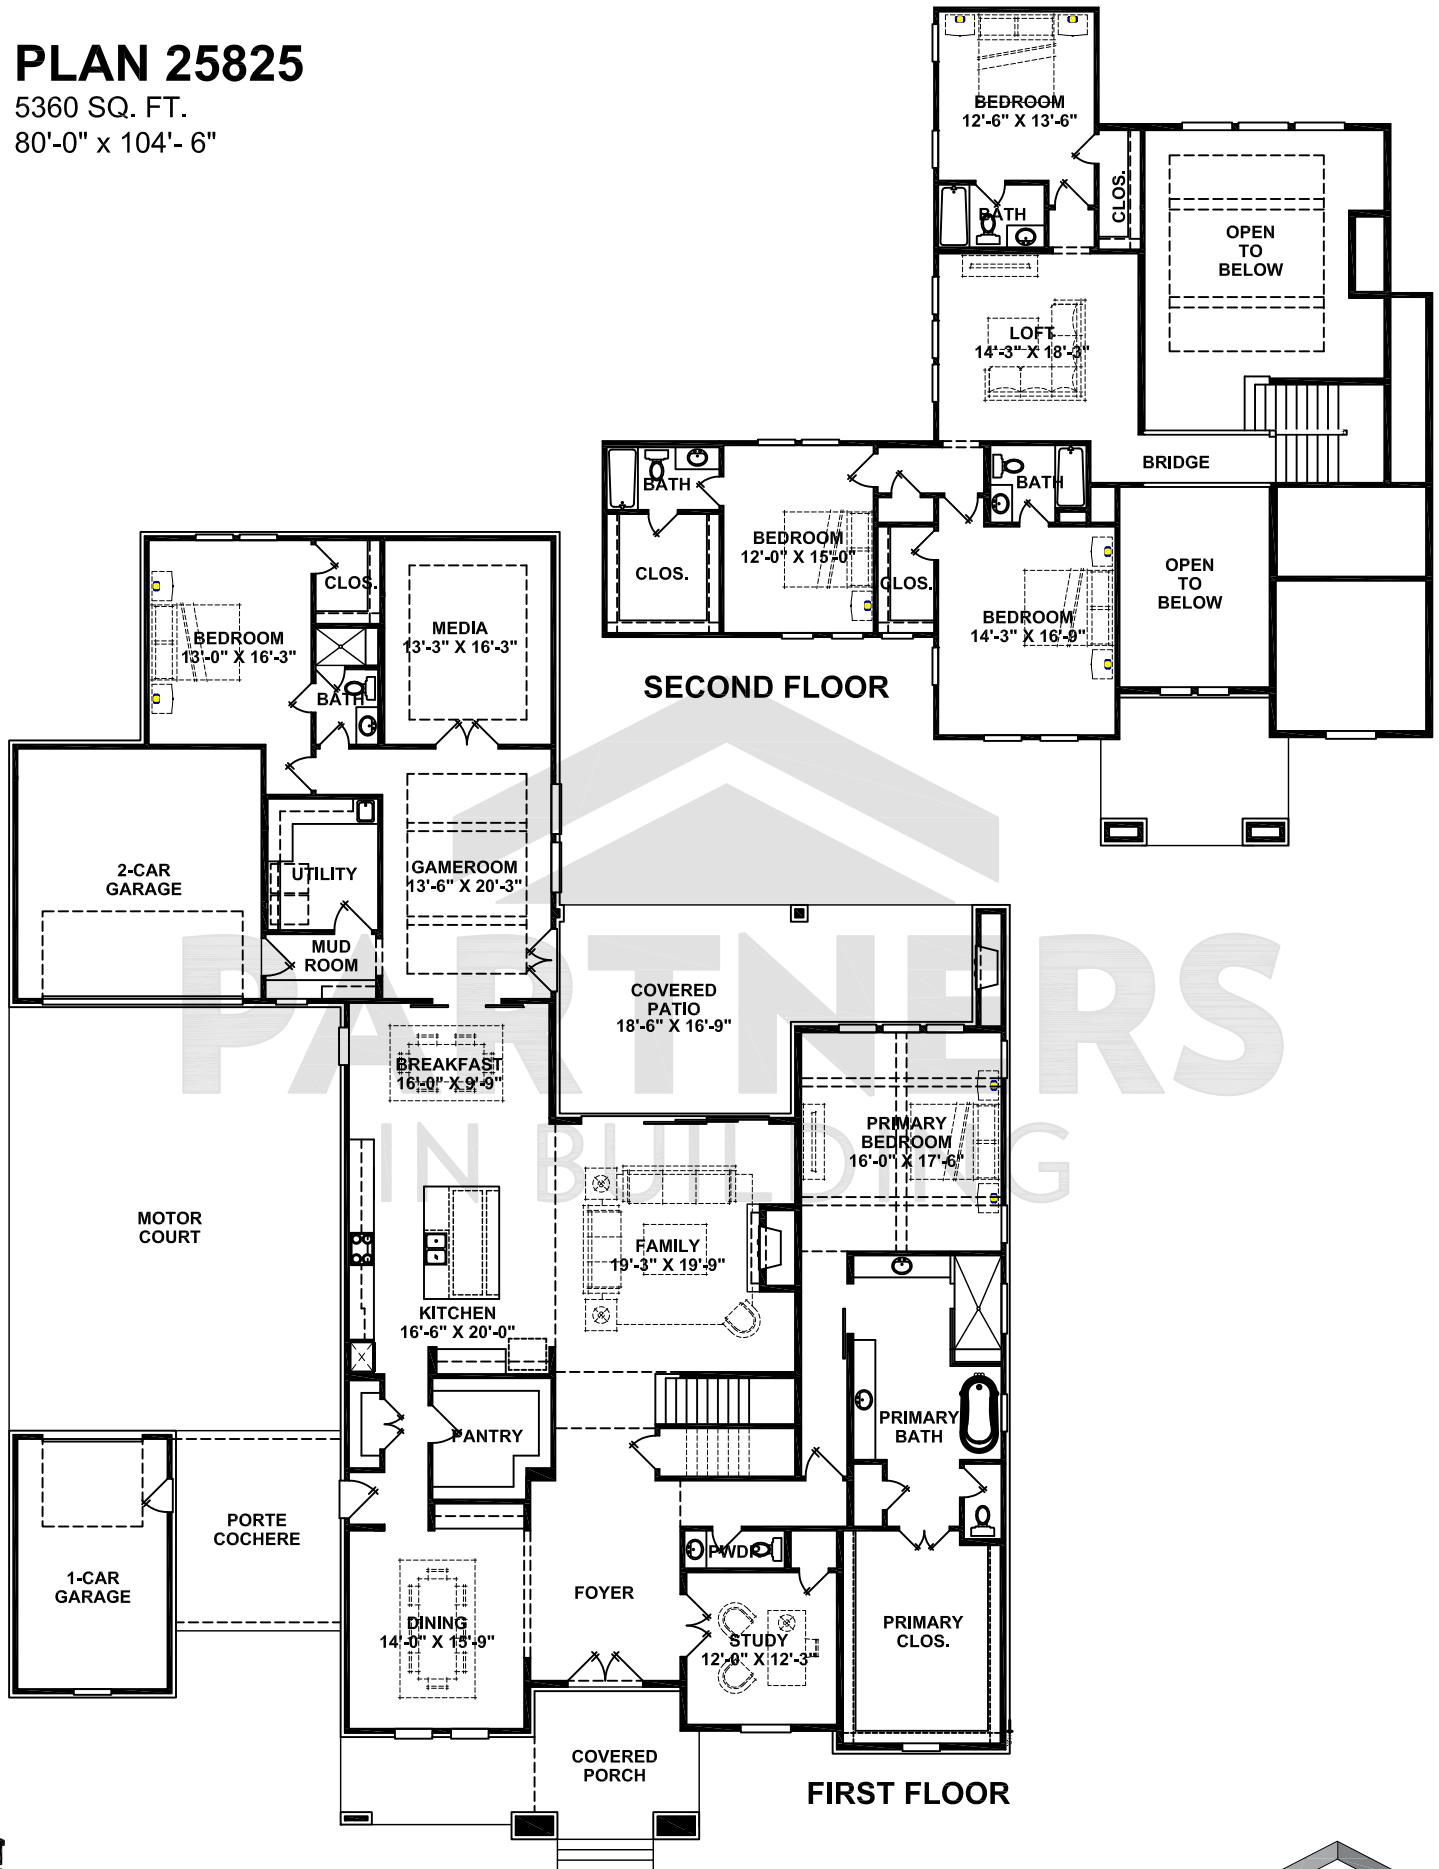 PLAN 25825
5360 SQ. FT.
80'-0" x 104'- 6"
BEDROOM
12'-6" X 13'-6"
CLOS.
BATH
OPEN
TO
BELOW
LOFT
14'-3" X 18'-3"
BRIDGE
BATH
BATH
BEDROOM
12'-0" X 15'-0"
CLOS.
CLOS.
BEDROOM
14'-3" X 16'-9"
OPEN
TO
BELOW
SECOND FLOOR
CLOS.
BEDROOM
13'-0" X 16'-3"
MEDIA
13'-3" X 16'-3"
BATH
2-CAR
GARAGE
UTILITY
GAMEROOM
13'-6" X 20'-3"
MUD
ROOM
PARTNERS
IN BUILDING
COVERED
PATIO
18'-6" X 16'-9"
BREAKFAST
16'-0" X 9'-9"
PRIMARY
BEDROOM
16'-0" X 17'-6"
MOTOR
COURT
FAMILY
19'-3" X 19'-9"
KITCHEN
16'-6" X 20'-0"
PANTRY
PRIMARY
BATH
PORTE
COCHERE
1-CAR
GARAGE
PWDR
FOYER
DINING
14'-0" X 15'-9"
STUDY
12'-0" X 12'-3"
PRIMARY
CLOS.
COVERED
PORCH
FIRST FLOOR